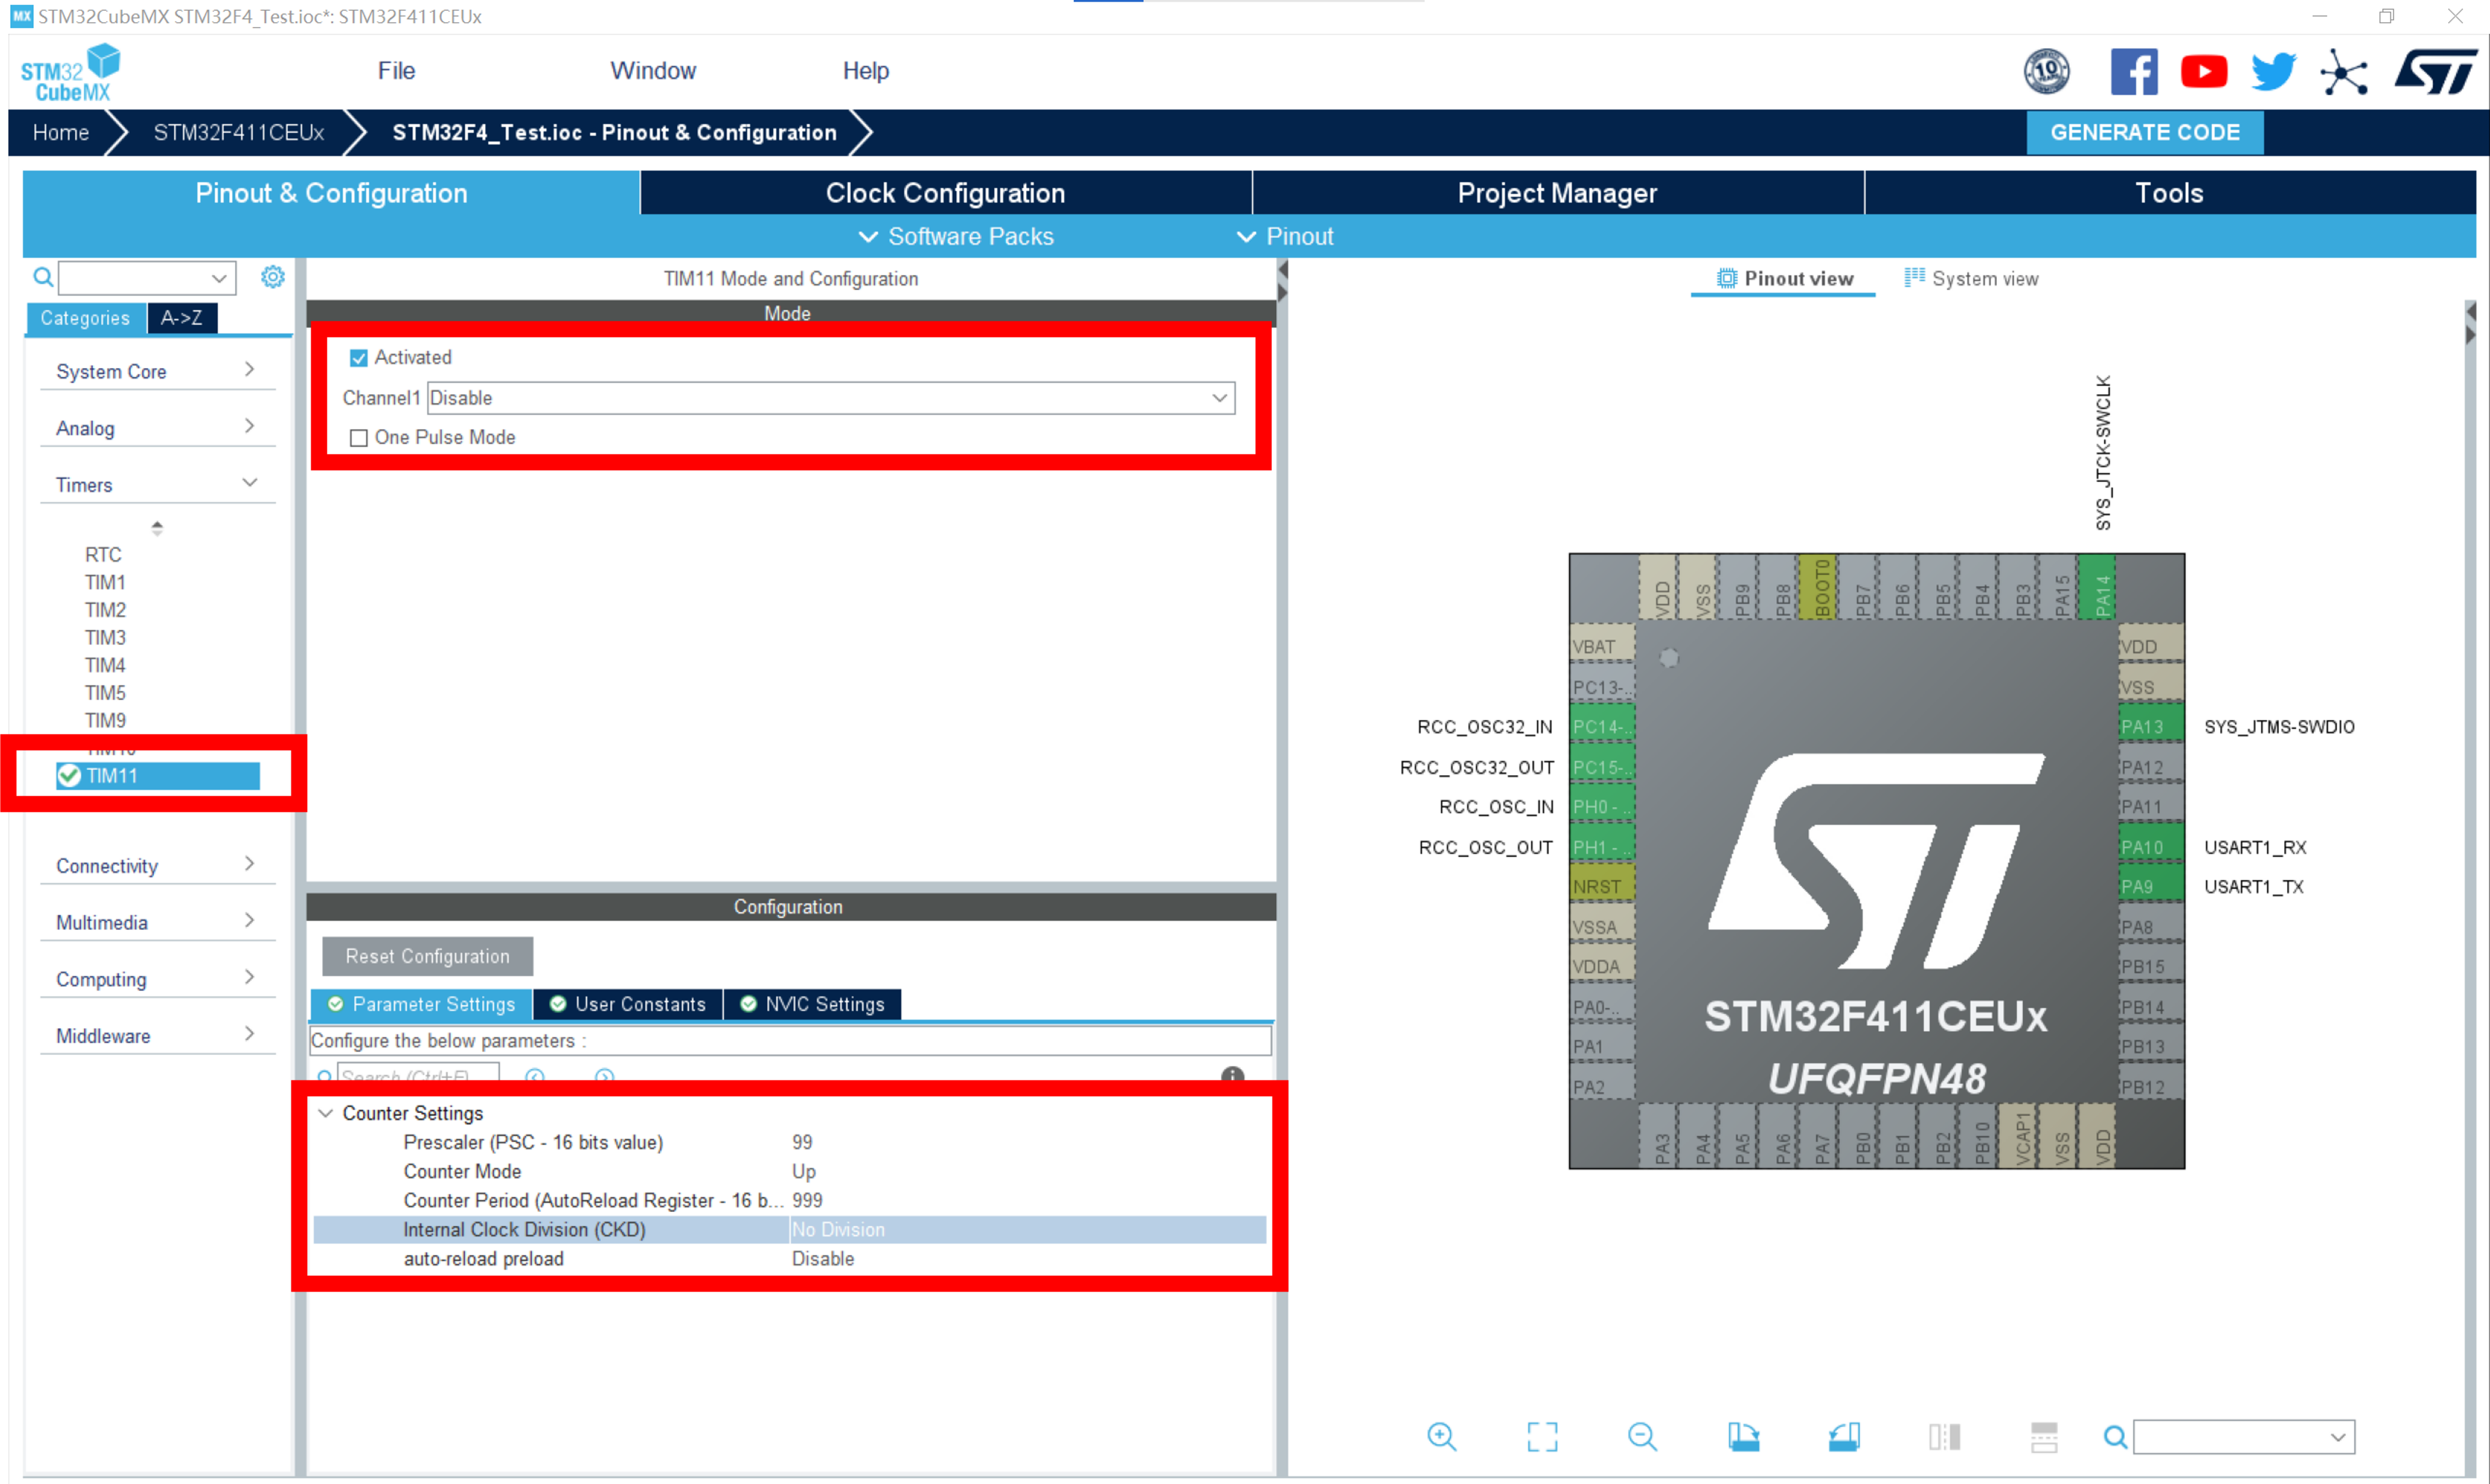 MX STM32CubeMX STM32F4_Test.ioc*: STM32F411CEUx
STM32
CubeMX
File
Window
Help
10
Home
STM32F411CEUx
STM32F4_Test.ioc - Pinout & Configuration
GENERATE CODE
Pinout & Configuration
Clock Configuration
Project Manager
Tools
Software Packs
Pinout
TIM11 Mode and Configuration
Pinout view
System view
Categories
A->Z
Mode
System Core
Analog
Timers
RTC
TIM1
TIM2
TIM3
TIM4
TIM5
TIM9
TIM10
TIM11
Connectivity
Multimedia
Computing
Middleware
Activated
Channel1 Disable
One Pulse Mode
Configuration
Reset Configuration
Parameter Settings
User Constants
NVIC Settings
Configure the below parameters :
Search (Ctrl+F)
Counter Settings
Prescaler (PSC - 16 bits value) 99
Counter Mode Up
Counter Period (AutoReload Register - 16 b... 999
Internal Clock Division (CKD) No Division
auto-reload preload Disable
SYS_JTCK-SWCLK
VDD
VSS
PB9
PB8
BOOT0
PB7
PB6
PB5
PB4
PB3
PA15
PA14
VBAT
PC13-..
RCC_OSC32_IN PC14-..
RCC_OSC32_OUT PC15-..
RCC_OSC_IN PH0 - ..
RCC_OSC_OUT PH1 - ..
NRST
VSSA
VDDA
PA0-..
PA1
PA2
STM32F411CEUx
UFQFPN48
VDD
VSS
PA13 SYS_JTMS-SWDIO
PA12
PA11
PA10 USART1_RX
PA9 USART1_TX
PA8
PB15
PB14
PB13
PB12
PA3
PA4
PA5
PA6
PA7
PB0
PB1
PB2
PB10
VCAP1
VSS
VDD